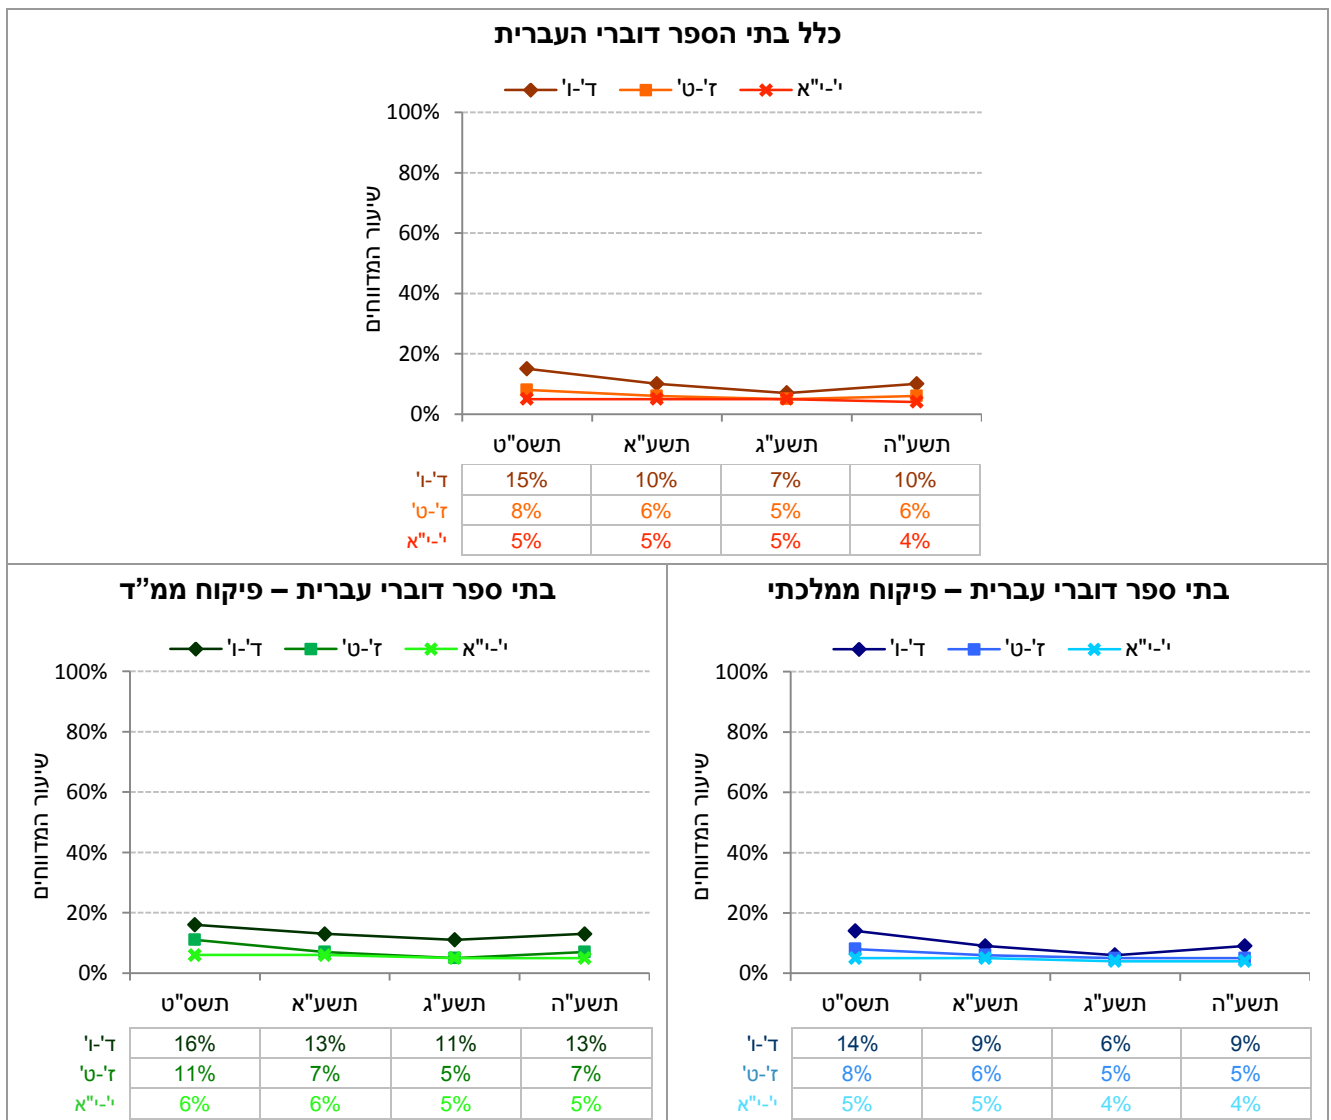 כלל בתי הספר דוברי העברית
ד'-ו' ז'-ט' י'-י"א
100%
80%
60%
40%
20%
0%
שיעור המדווחים
תשס"ט תשע"א תשע"ג תשע"ה
ד'-ו' 15% 10% 7% 10%
ז'-ט' 8% 6% 5% 6%
י'-י"א 5% 5% 5% 4%
בתי ספר דוברי עברית – פיקוח ממלכתי
ד'-ו' ז'-ט' י'-י"א
100%
80%
60%
40%
20%
0%
שיעור המדווחים
תשס"ט תשע"א תשע"ג תשע"ה
ד'-ו' 14% 9% 6% 9%
ז'-ט' 8% 6% 5% 5%
י'-י"א 5% 5% 4% 4%
בתי ספר דוברי עברית – פיקוח ממ”ד
ד'-ו' ז'-ט' י'-י"א
100%
80%
60%
40%
20%
0%
שיעור המדווחים
תשס"ט תשע"א תשע"ג תשע"ה
ד'-ו' 16% 13% 11% 13%
ז'-ט' 11% 7% 5% 7%
י'-י"א 6% 6% 5% 5%